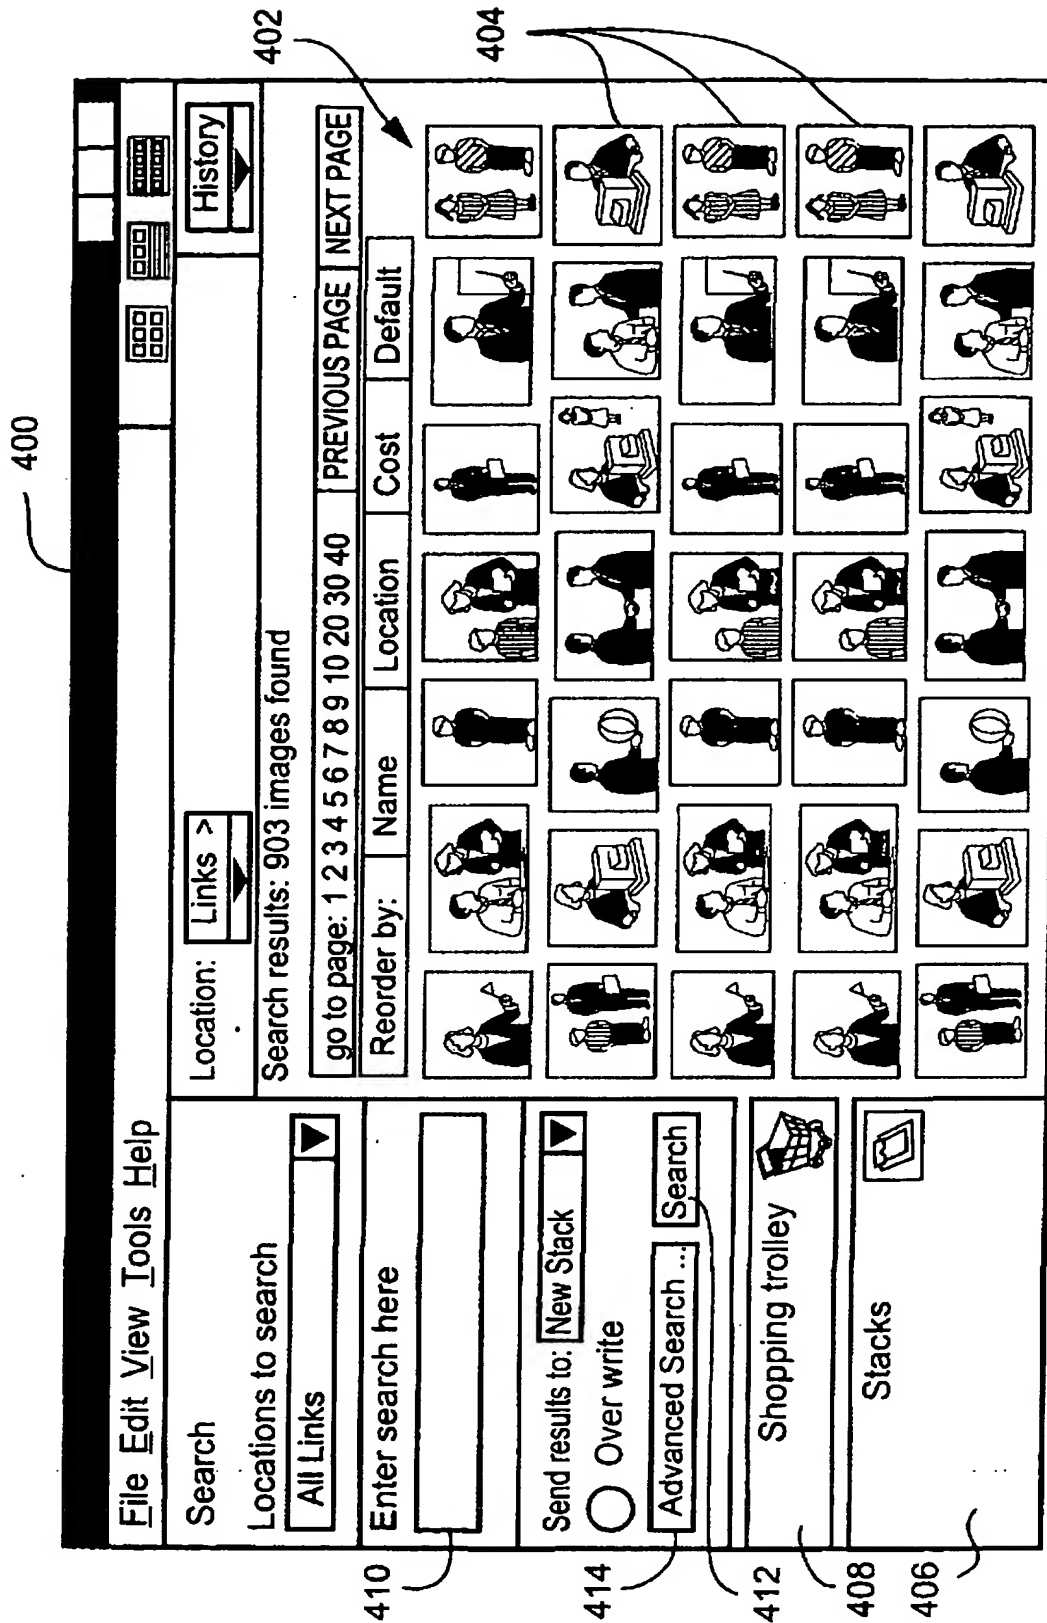 400
File Edit View Tools Help
Search
Locations to search
All Links
Enter search here
Send results to: New Stack
Over write
Advanced Search ...
Search
Shopping trolley
Stacks
Location:
Links >
History
Search results: 903 images found
go to page: 1 2 3 4 5 6 7 8 9 10 20 30 40
PREVIOUS PAGE
NEXT PAGE
Reorder by:
Name
Location
Cost
Default
402
404
410
414
412
408
406